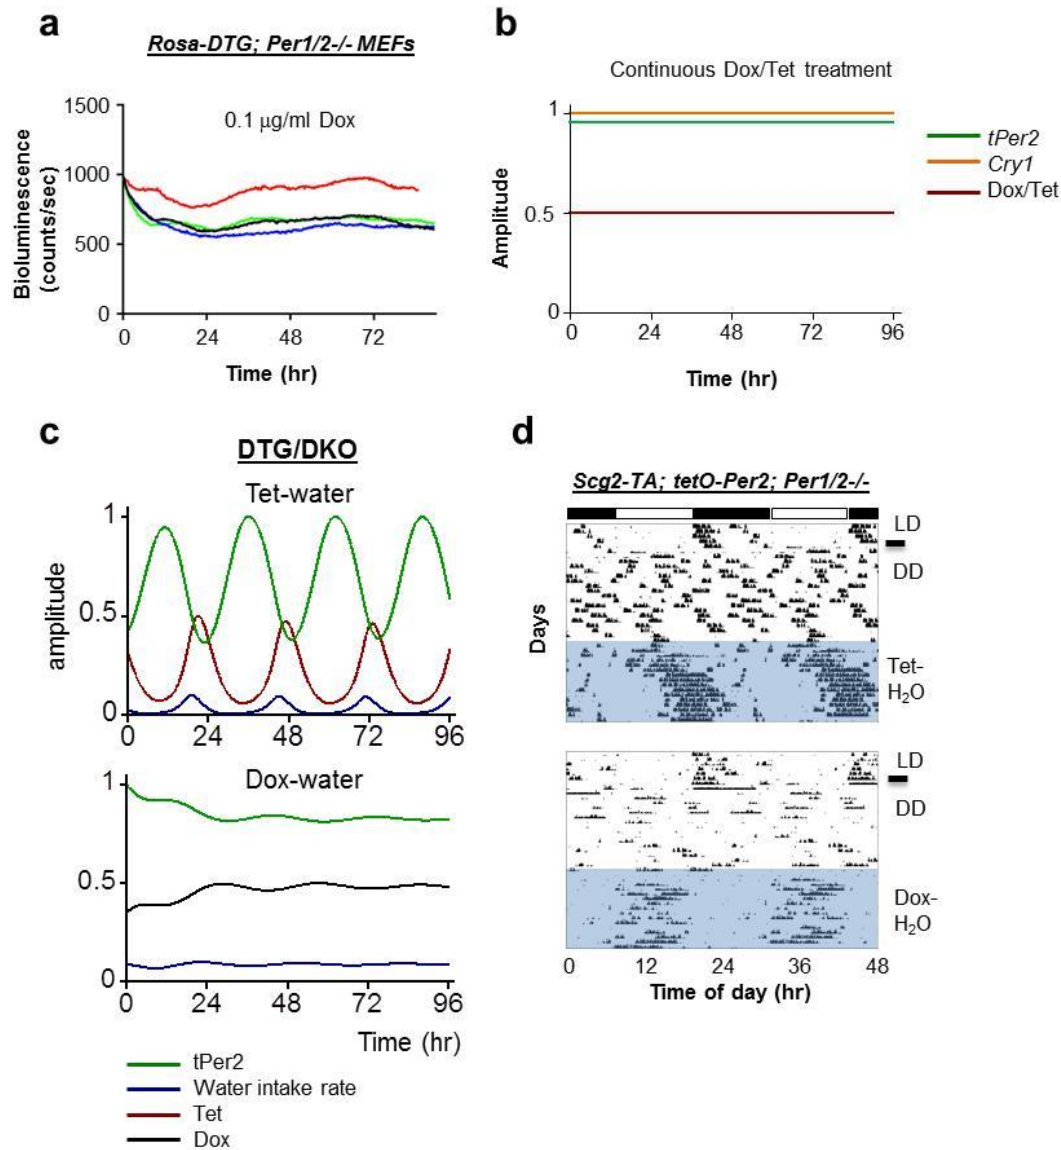 a
Rosa-DTG; Per1/2-/- MEFs
1500
0.1 μg/ml Dox
1000
500
0
Bioluminescence
(counts/sec)
0 24 48 72
Time (hr)
b
Continuous Dox/Tet treatment
1
0.5
0
Amplitude
0 24 48 72 96
Time (hr)
tPer2
Cry1
Dox/Tet
c
DTG/DKO
Tet-water
1
0.5
0
amplitude
0 24 48 72 96
Dox-water
1
0.5
0
0 24 48 72 96
Time (hr)
tPer2
Water intake rate
Tet
Dox
d
Scg2-TA; tetO-Per2; Per1/2-/-
LD
DD
Days
Tet-
H2O
LD
DD
Dox-
H2O
0 12 24 36 48
Time of day (hr)